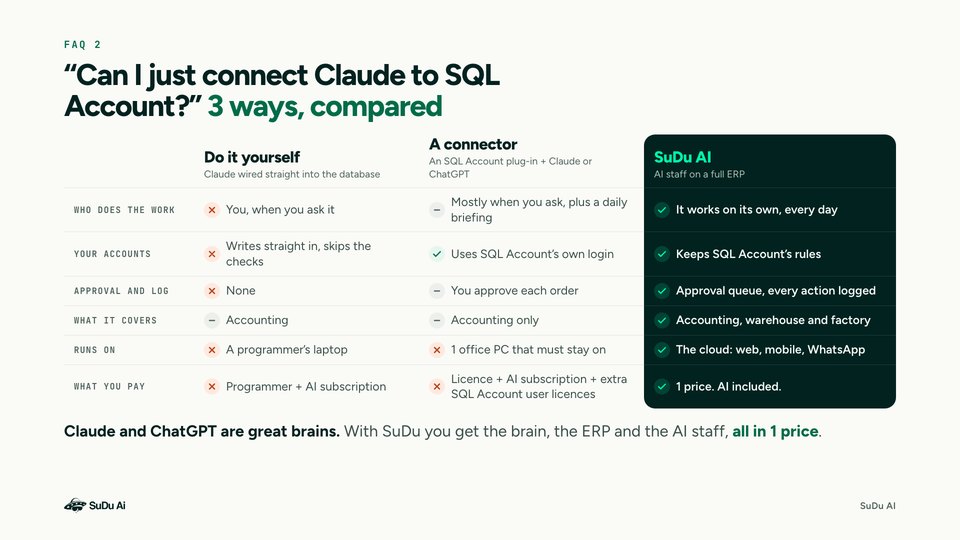 FAQ 2
“Can I just connect Claude to SQL
Account?” 3 ways, compared
Do it yourself
Claude wired straight into the database
A connector
An SQL Account plug-in + Claude or
ChatGPT
SuDu AI
AI staff on a full ERP
WHO DOES THE WORK
You, when you ask it
Mostly when you ask, plus a daily
briefing
It works on its own, every day
YOUR ACCOUNTS
Writes straight in, skips the
checks
Uses SQL Account’s own login
Keeps SQL Account’s rules
APPROVAL AND LOG
None
You approve each order
Approval queue, every action logged
WHAT IT COVERS
Accounting
Accounting only
Accounting, warehouse and factory
RUNS ON
A programmer’s laptop
1 office PC that must stay on
The cloud: web, mobile, WhatsApp
WHAT YOU PAY
Programmer + AI subscription
Licence + AI subscription + extra
SQL Account user licences
1 price. AI included.
Claude and ChatGPT are great brains. With SuDu you get the brain, the ERP and the AI staff, all in 1 price.
SuDu Ai
SuDu AI